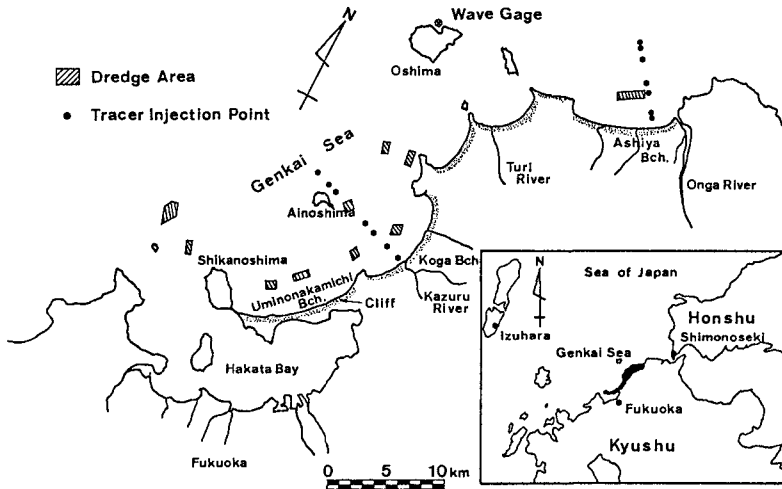 N
Wave Gage
Oshima
Dredge Area
Tracer Injection Point
Genkai Sea
Ainoshima
Turi
River
Ashiya
Bch.
Onga River
Shikanoshima
Uminonakamichi
Bch.
Koga Bch
Kazuru
River
Cliff
Hakata Bay
Fukuoka
0 5 10 km
N
Sea of Japan
Izuhara
Honshu
Shimonoseki
Genkai Sea
Fukuoka
Kyushu